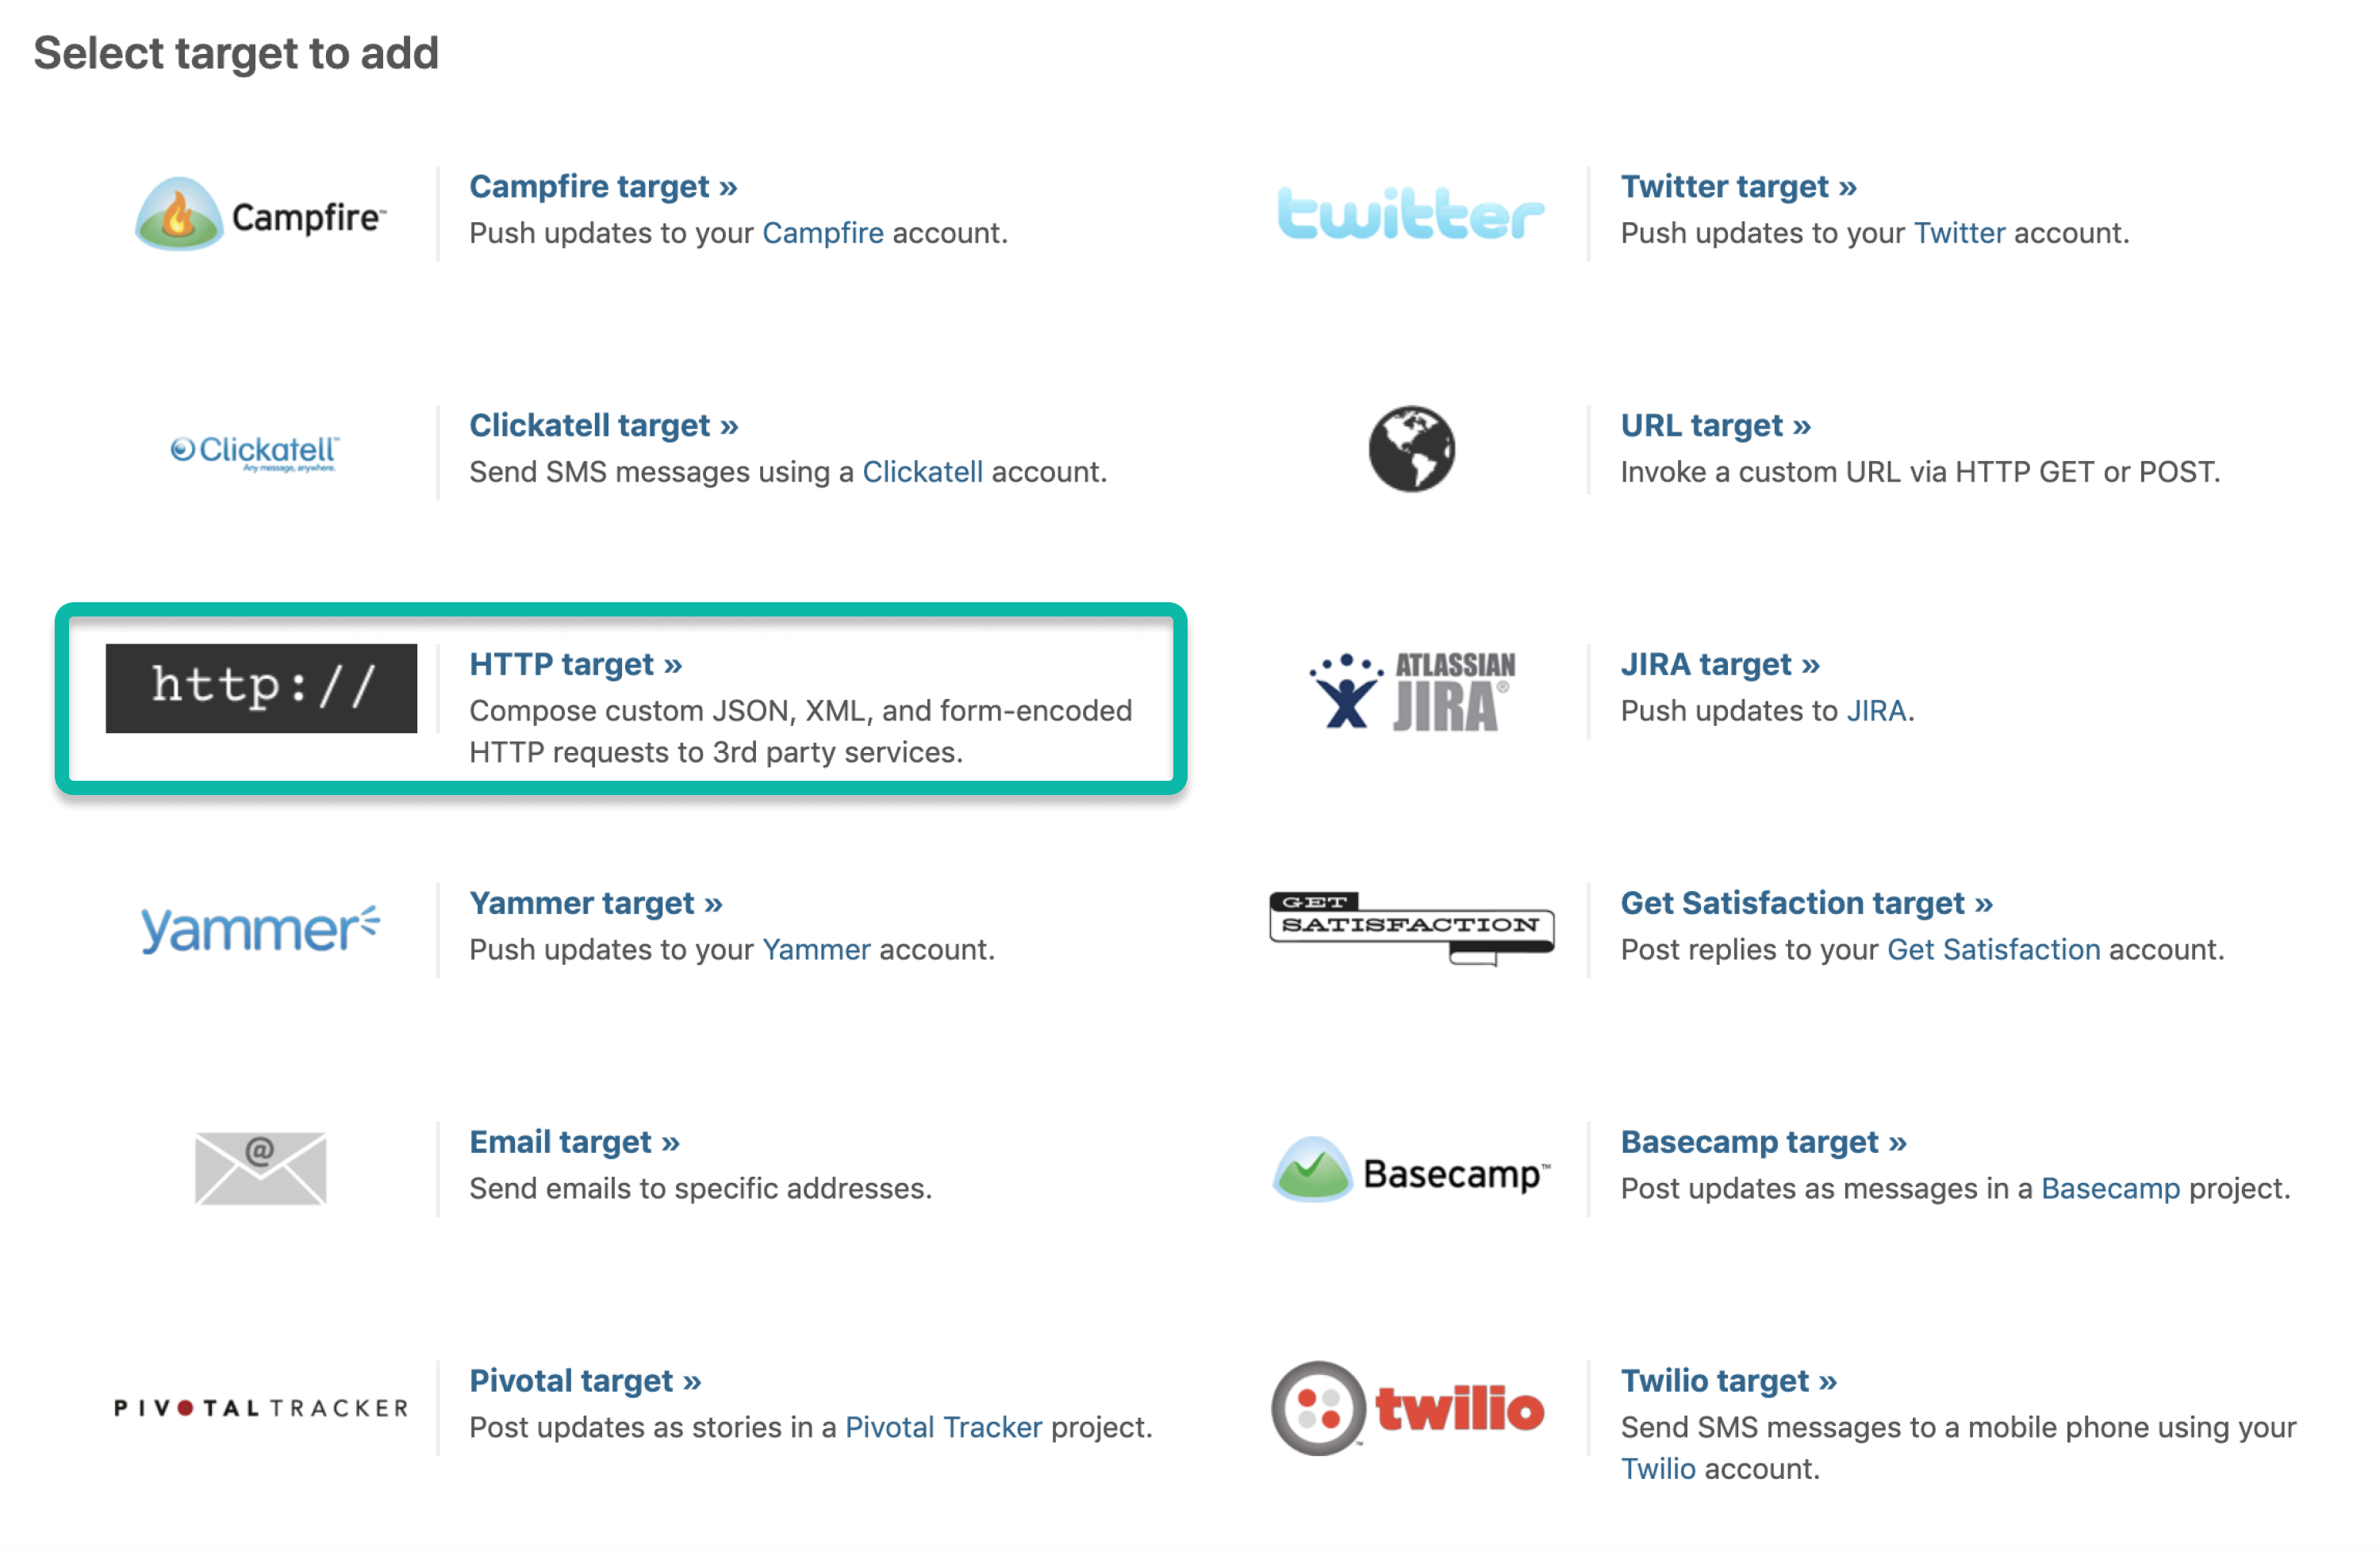 Select target to add
Campfire™
Campfire target »
Push updates to your Campfire account.
twitter
Twitter target »
Push updates to your Twitter account.
Clickatell™
Any message, anywhere.
Clickatell target »
Send SMS messages using a Clickatell account.
URL target »
Invoke a custom URL via HTTP GET or POST.
http://
HTTP target »
Compose custom JSON, XML, and form-encoded
HTTP requests to 3rd party services.
ATLASSIAN
JIRA®
JIRA target »
Push updates to JIRA.
yammer
Yammer target »
Push updates to your Yammer account.
GET
SATISFACTION
Get Satisfaction target »
Post replies to your Get Satisfaction account.
@
Email target »
Send emails to specific addresses.
Basecamp™
Basecamp target »
Post updates as messages in a Basecamp project.
PIVOTAL TRACKER
Pivotal target »
Post updates as stories in a Pivotal Tracker project.
twilio
™
Twilio target »
Send SMS messages to a mobile phone using your
Twilio account.